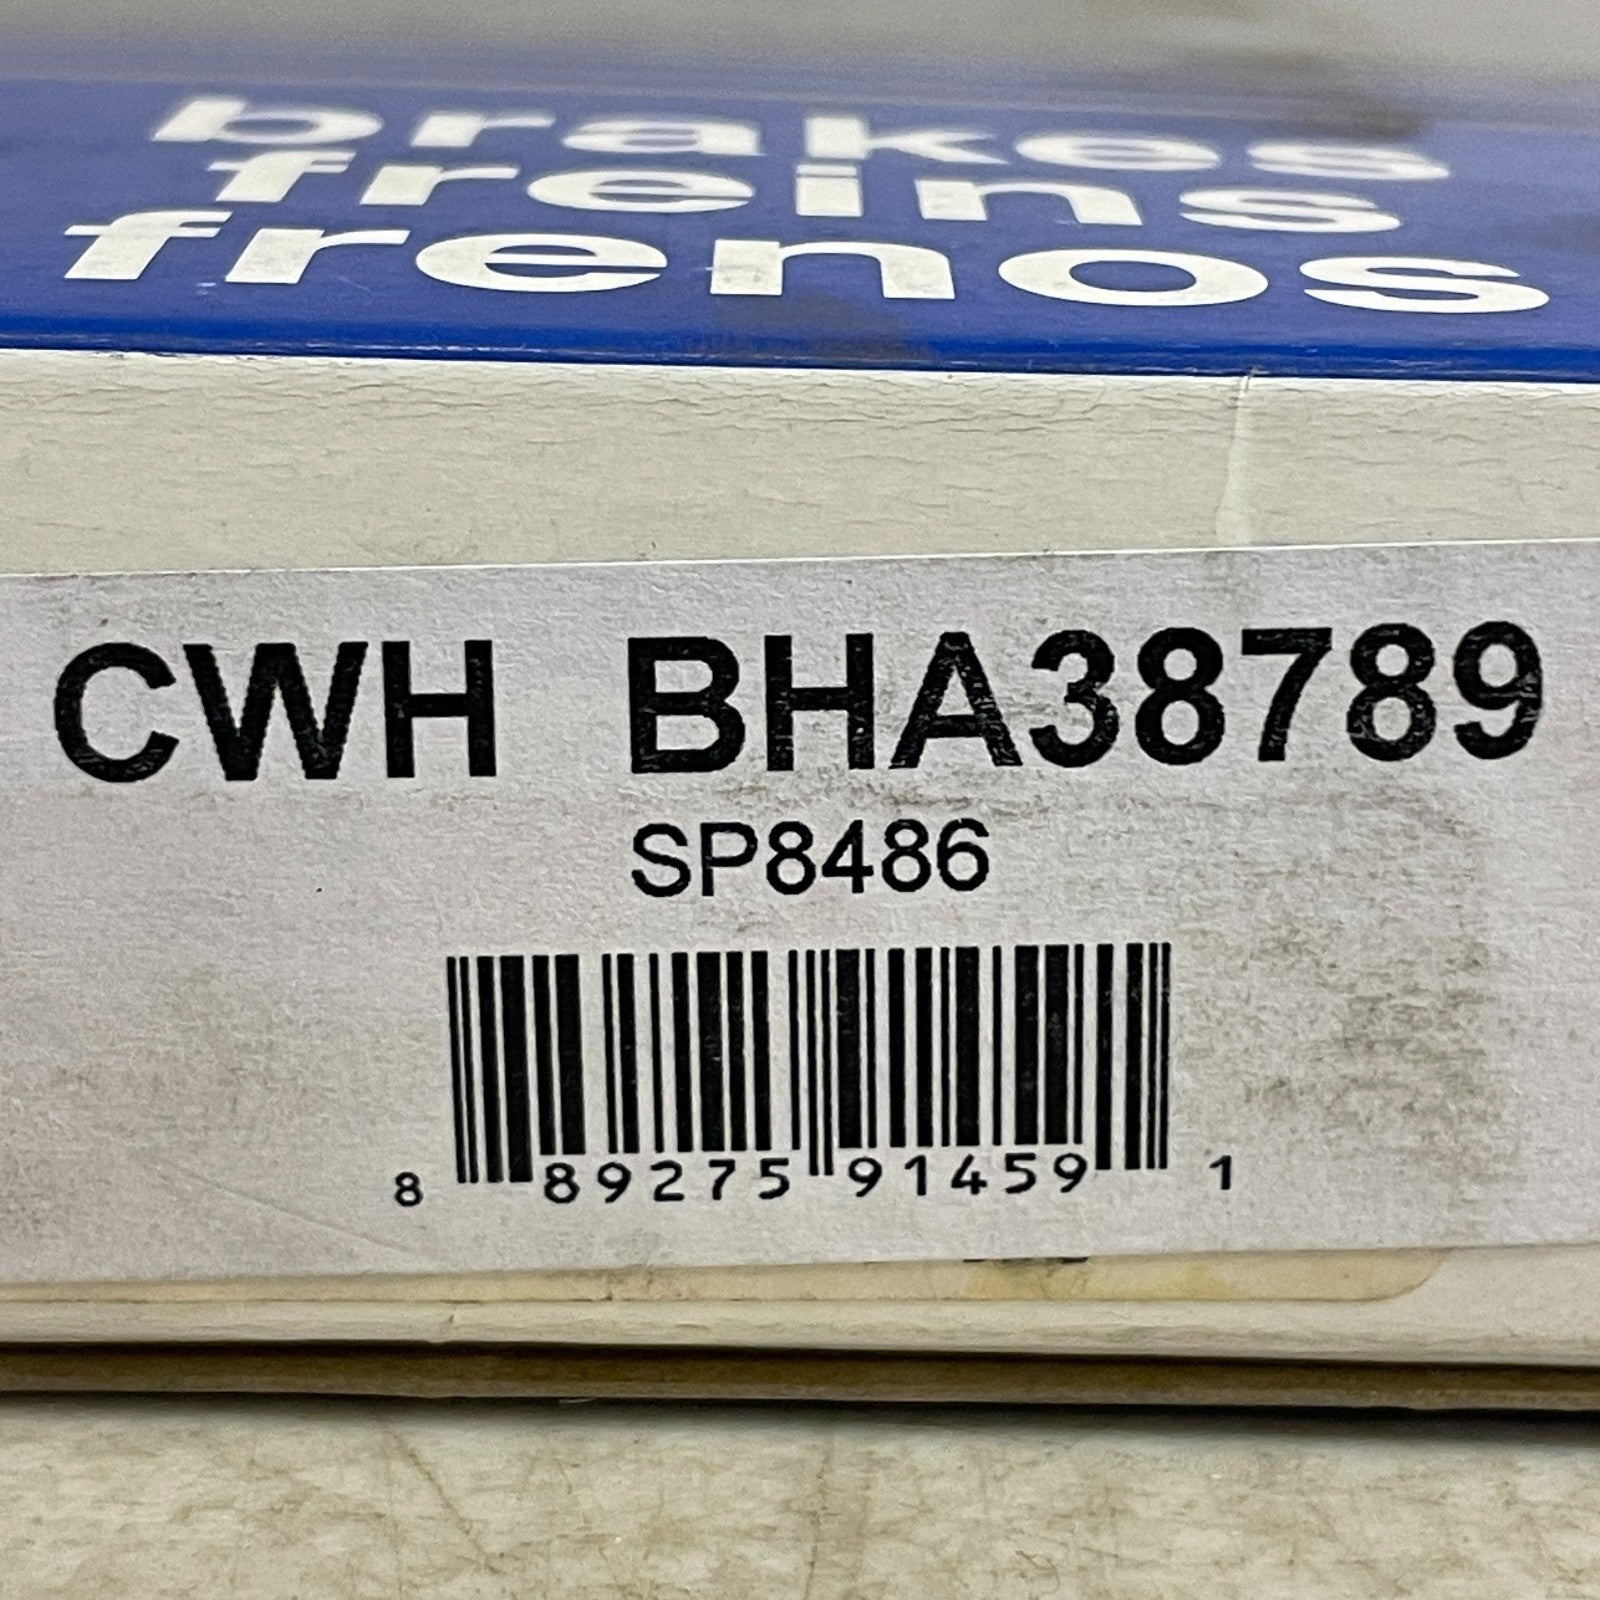 brakes
freins
frenos
CWH BHA38789
SP8486
8 89275 91459 1